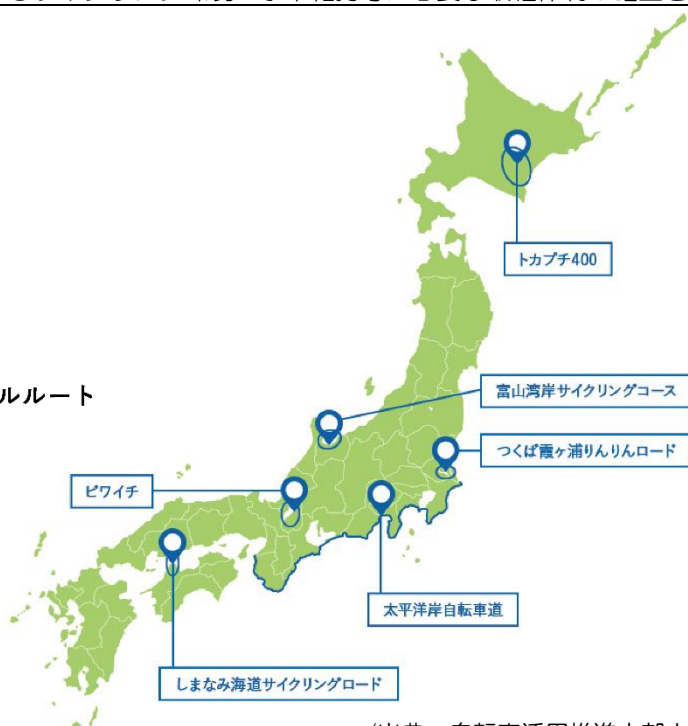 トカプチ400
ルルート
富山湾岸サイクリングコース
つくば霞ヶ浦りんりんロード
ビワイチ
太平洋岸自転車道
しまなみ海道サイクリングロード